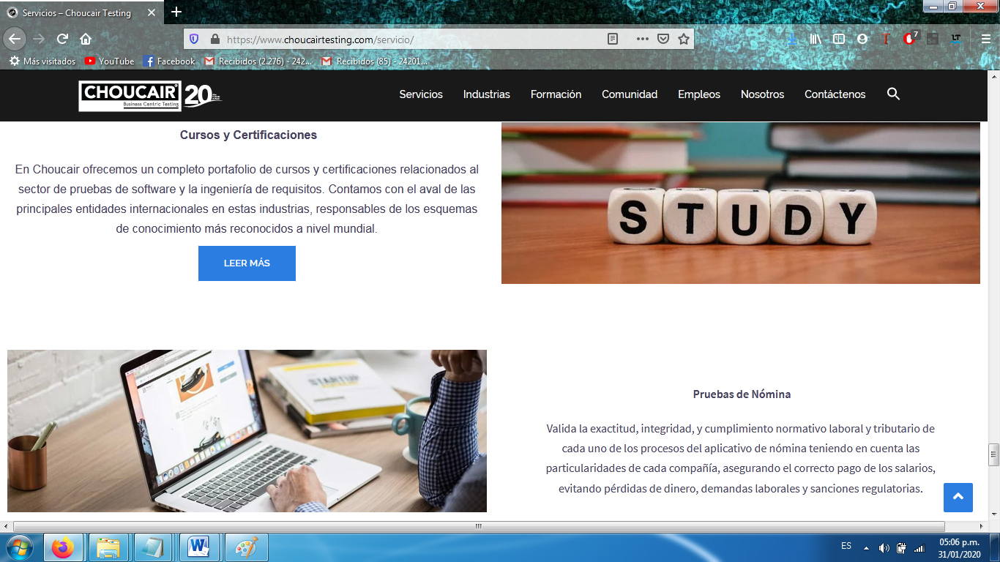 Servicios – Choucair Testing
https://www.choucairtesting.com/servicio/
7
Más visitados YouTube Facebook Recibidos (2.276) - 242... Recibidos (85) - 24201...
CHOUCAIR® 20
Business Centric Testing
Servicios Industrias Formación Comunidad Empleos Nosotros Contáctenos
Cursos y Certificaciones
En Choucair ofrecemos un completo portafolio de cursos y certificaciones relacionados al
sector de pruebas de software y la ingeniería de requisitos. Contamos con el aval de las
principales entidades internacionales en estas industrias, responsables de los esquemas
de conocimiento más reconocidos a nivel mundial.
LEER MÁS
STUDY
STARTUP
Pruebas de Nómina
Valida la exactitud, integridad, y cumplimiento normativo laboral y tributario de
cada uno de los procesos del aplicativo de nómina teniendo en cuenta las
particularidades de cada compañía, asegurando el correcto pago de los salarios,
evitando pérdidas de dinero, demandas laborales y sanciones regulatorias.
ES
05:06 p.m.
31/01/2020